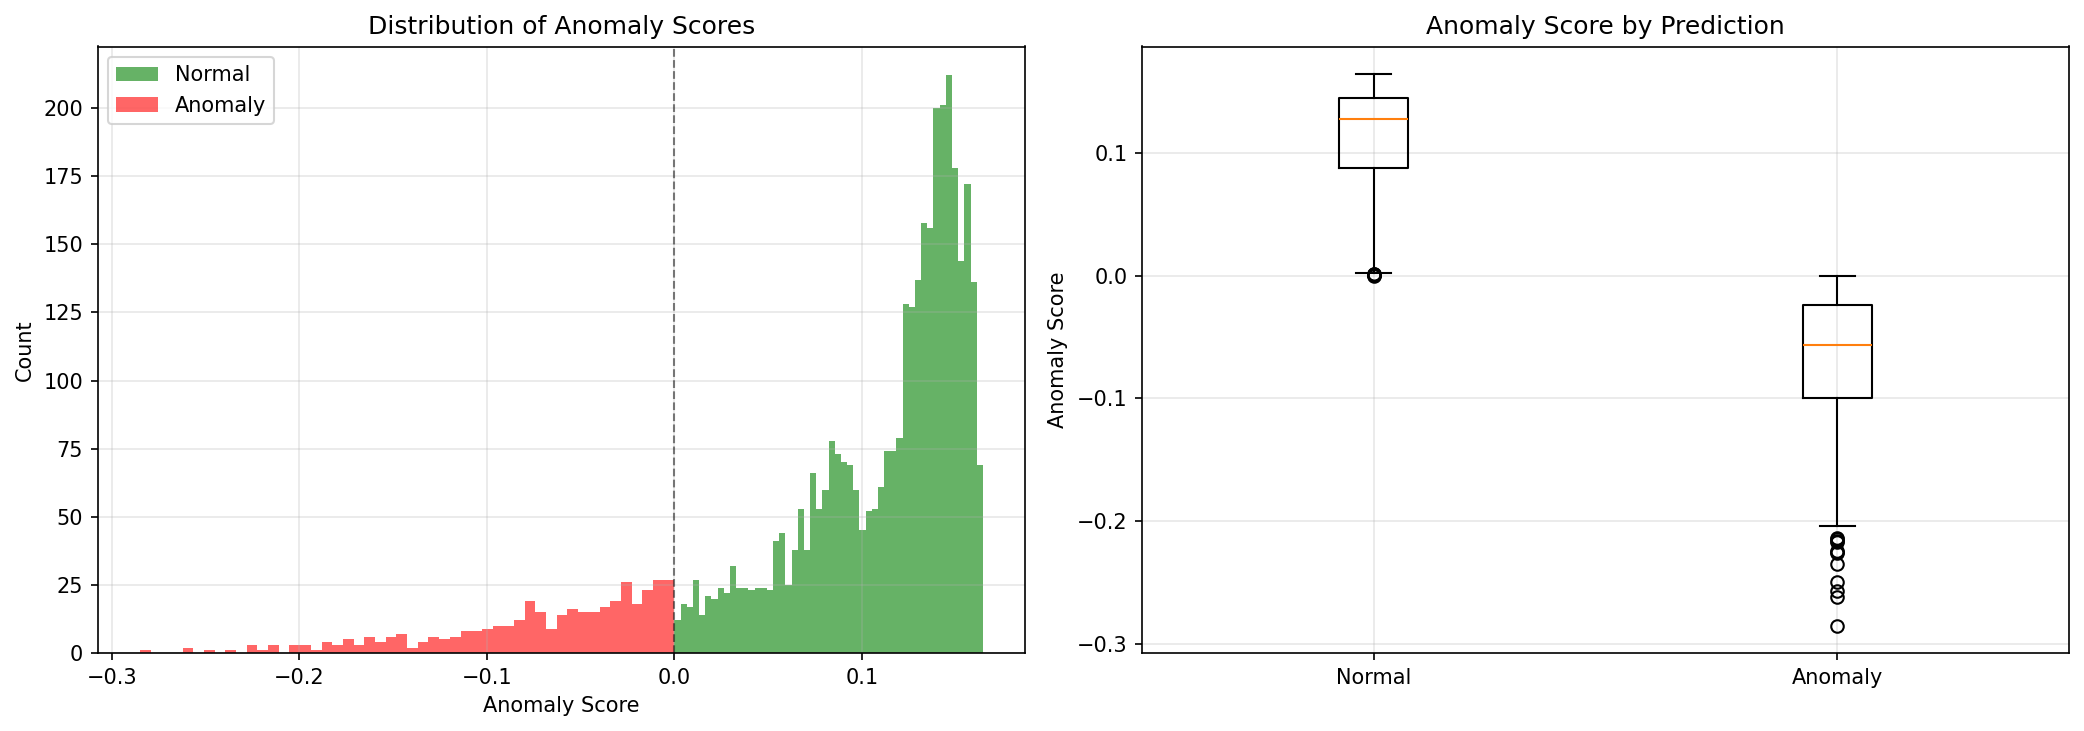 Distribution of Anomaly Scores
Normal
Anomaly
Count
200
175
150
125
100
75
50
25
0
−0.3
−0.2
−0.1
0.0
0.1
Anomaly Score
Anomaly Score by Prediction
Anomaly Score
0.1
0.0
−0.1
−0.2
−0.3
Normal
Anomaly